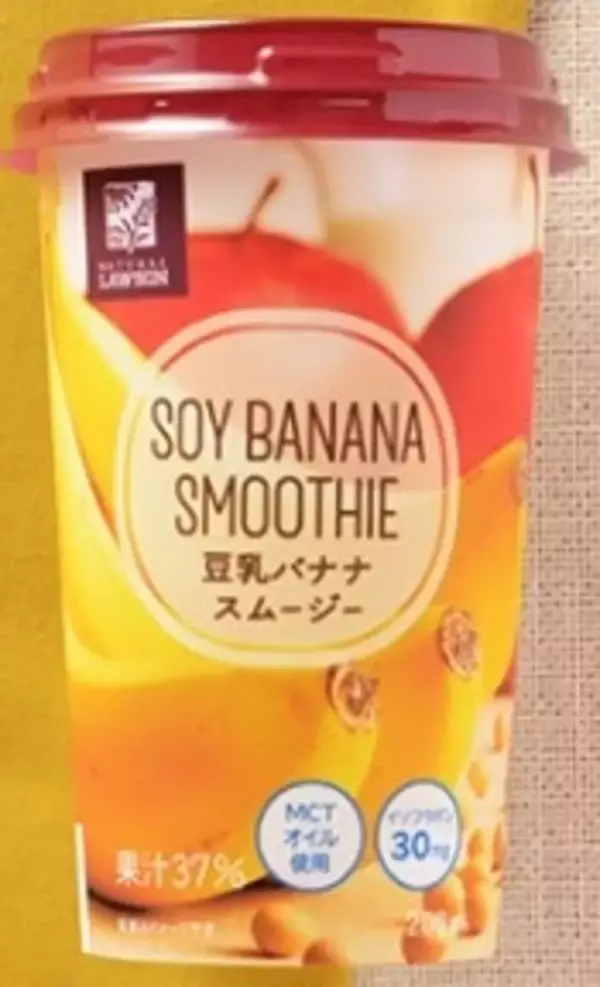 NATURAL
LAWSON
SOY BANANA
SMOOTHIE
豆乳バナナ
スムージー
MCT
オイル
使用
イソフラボン
30mg
果汁37%